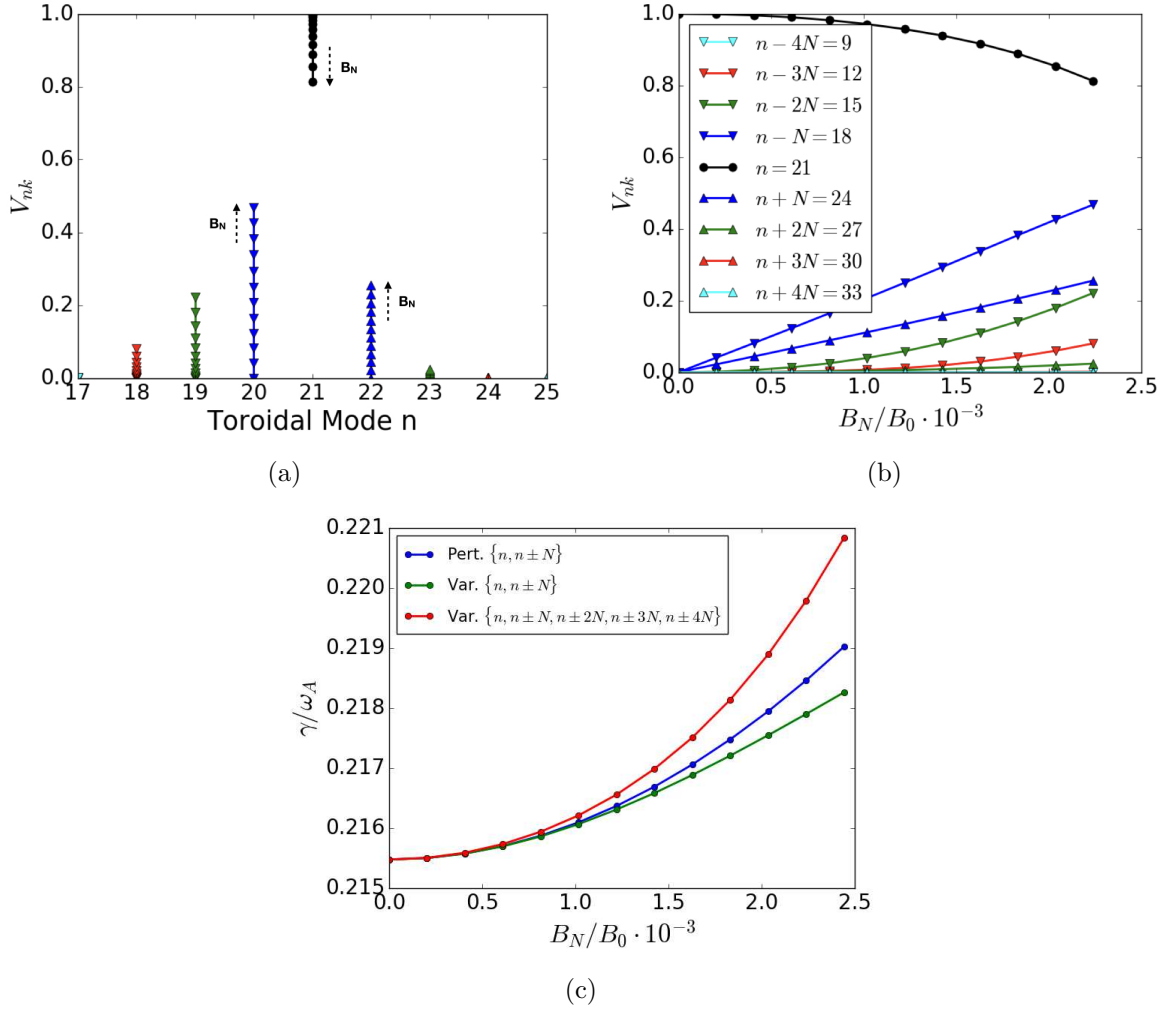 1.0
0.8
0.6
0.4
0.2
0.0
V_{nk}
B_N
B_N
B_N
17 18 19 20 21 22 23 24 25
Toroidal Mode n
(a)
1.0
0.8
0.6
0.4
0.2
0.0
V_{nk}
n − 4N = 9
n − 3N = 12
n − 2N = 15
n − N = 18
n = 21
n + N = 24
n + 2N = 27
n + 3N = 30
n + 4N = 33
0.0 0.5 1.0 1.5 2.0 2.5
B_N/B_0 · 10^{-3}
(b)
0.221
0.220
0.219
0.218
0.217
0.216
0.215
γ/ω_A
Pert. {n, n ± N}
Var. {n, n ± N}
Var. {n, n ± N, n ± 2N, n ± 3N, n ± 4N}
0.0 0.5 1.0 1.5 2.0 2.5
B_N/B_0 · 10^{-3}
(c)